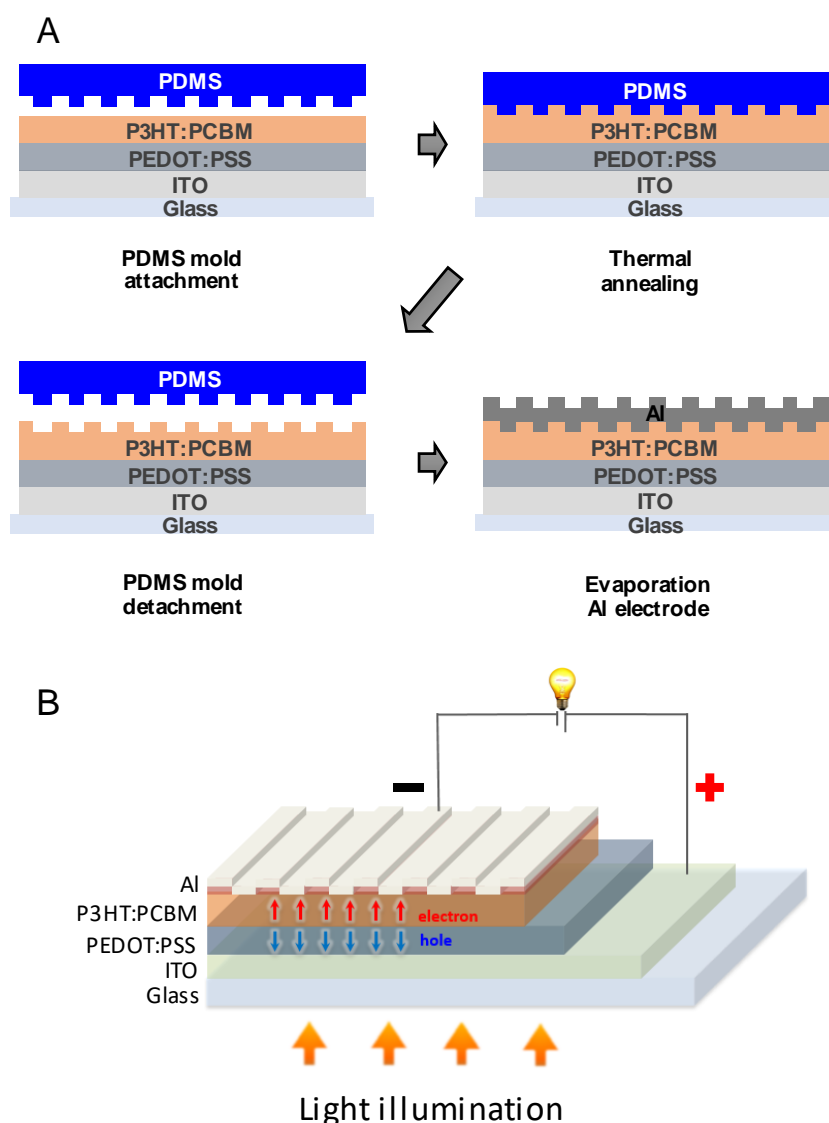 A
PDMS
P3HT:PCBM
PEDOT:PSS
ITO
Glass
PDMS mold
attachment
PDMS
P3HT:PCBM
PEDOT:PSS
ITO
Glass
Thermal
annealing
PDMS
P3HT:PCBM
PEDOT:PSS
ITO
Glass
PDMS mold
detachment
Al
P3HT:PCBM
PEDOT:PSS
ITO
Glass
Evaporation
Al electrode
B
Al
P3HT:PCBM
electron
PEDOT:PSS
hole
ITO
Glass
Light illumination